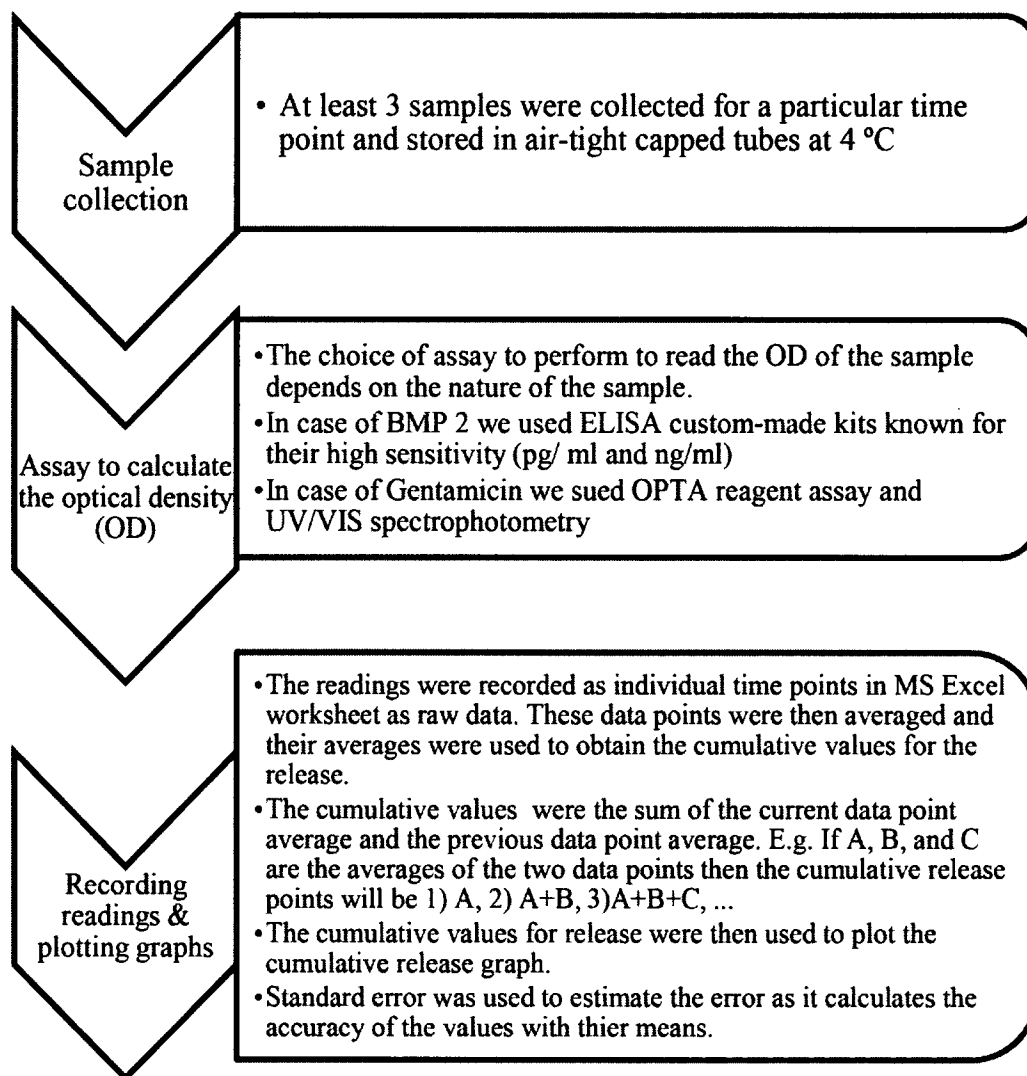 Sample
collection
• At least 3 samples were collected for a particular time
point and stored in air-tight capped tubes at 4 ºC
Assay to calculate
the optical density
(OD)
•The choice of assay to perform to read the OD of the sample
depends on the nature of the sample.
•In case of BMP 2 we used ELISA custom-made kits known for
their high sensitivity (pg/ ml and ng/ml)
•In case of Gentamicin we sued OPTA reagent assay and
UV/VIS spectrophotometry
Recording
readings &
plotting graphs
•The readings were recorded as individual time points in MS Excel
worksheet as raw data. These data points were then averaged and
their averages were used to obtain the cumulative values for the
release.
•The cumulative values were the sum of the current data point
average and the previous data point average. E.g. If A, B, and C
are the averages of the two data points then the cumulative release
points will be 1) A, 2) A+B, 3)A+B+C, ...
•The cumulative values for release were then used to plot the
cumulative release graph.
•Standard error was used to estimate the error as it calculates the
accuracy of the values with thier means.